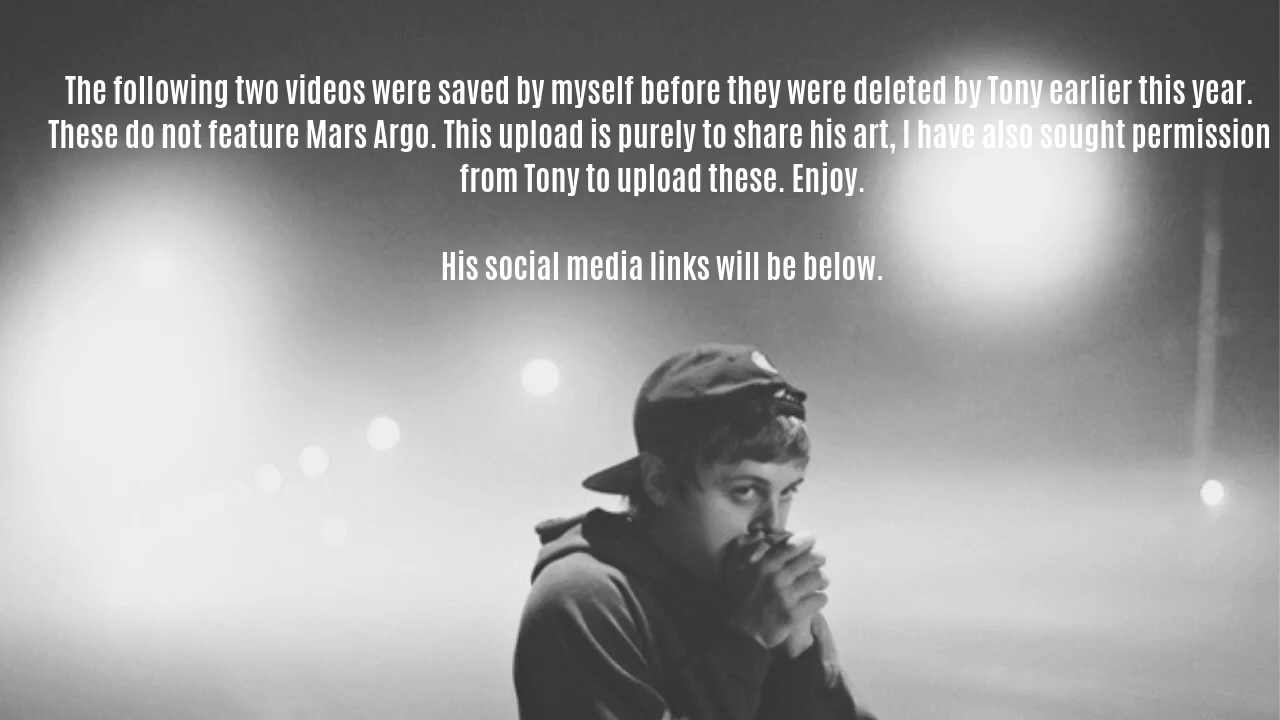 The following two videos were saved by myself before they were deleted by Tony earlier this year.
These do not feature Mars Argo. This upload is purely to share his art, I have also sought permission
from Tony to upload these. Enjoy.
His social media links will be below.